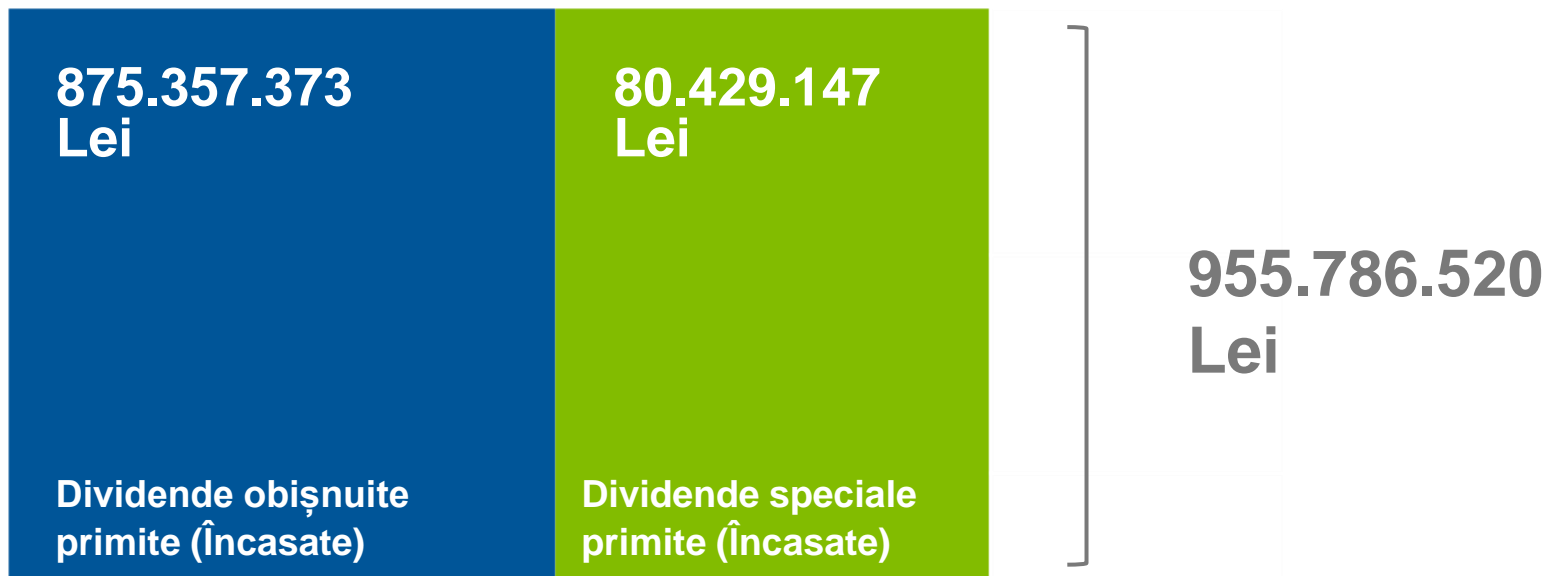 875.357.373
Lei
Dividende obișnuite
primite (Încasate)
80.429.147
Lei
Dividende speciale
primite (Încasate)
955.786.520
Lei